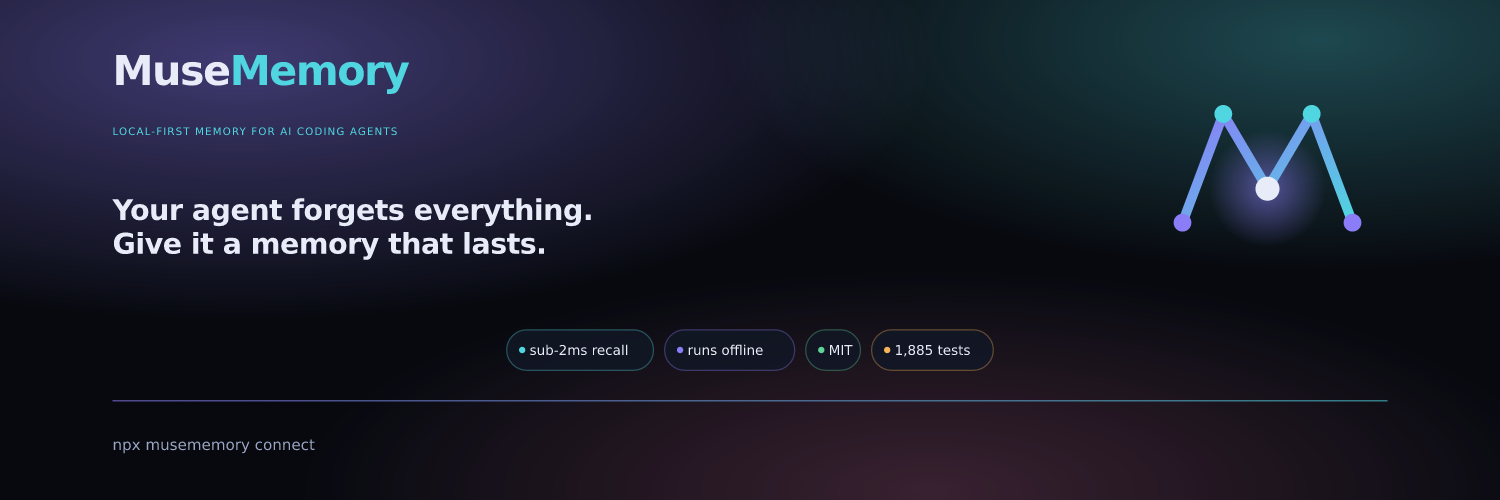 MuseMemory
LOCAL-FIRST MEMORY FOR AI CODING AGENTS
Your agent forgets everything.
Give it a memory that lasts.
sub-2ms recall
runs offline
MIT
1,885 tests
npx musememory connect